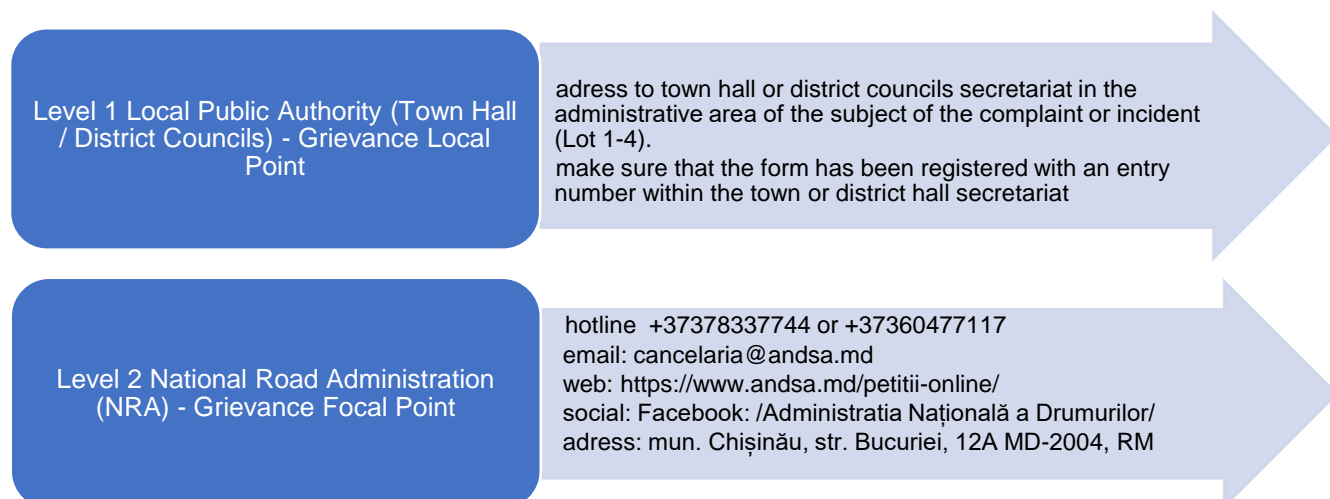 Level 1 Local Public Authority (Town Hall
/ District Councils) - Grievance Local
Point
adress to town hall or district councils secretariat in the
administrative area of the subject of the complaint or incident
(Lot 1-4).
make sure that the form has been registered with an entry
number within the town or district hall secretariat
Level 2 National Road Administration
(NRA) - Grievance Focal Point
hotline +37378337744 or +37360477117
email: cancelaria@andsa.md
web: https://www.andsa.md/petitii-online/
social: Facebook: /Administratia Națională a Drumurilor/
adress: mun. Chișinău, str. Bucuriei, 12A MD-2004, RM